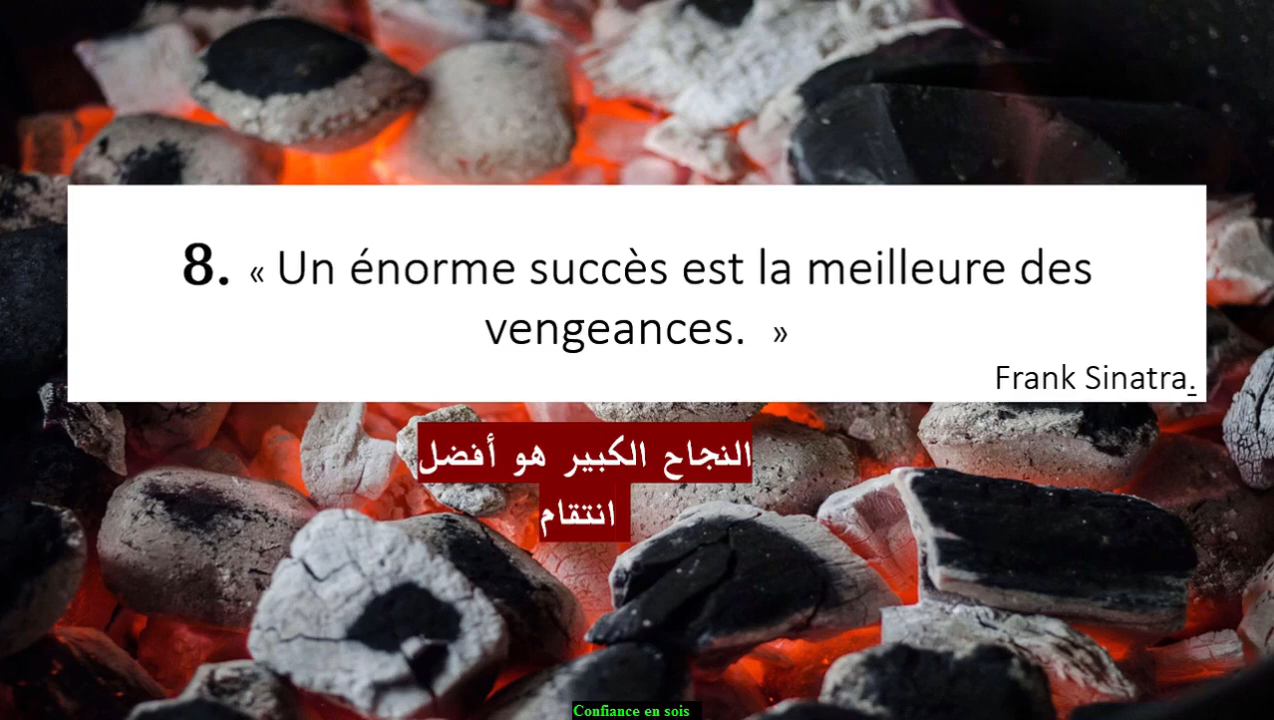 8. « Un énorme succès est la meilleure des
vengeances. »
Frank Sinatra.
النجاح الكبير هو أفضل
انتقام
Confiance en sois